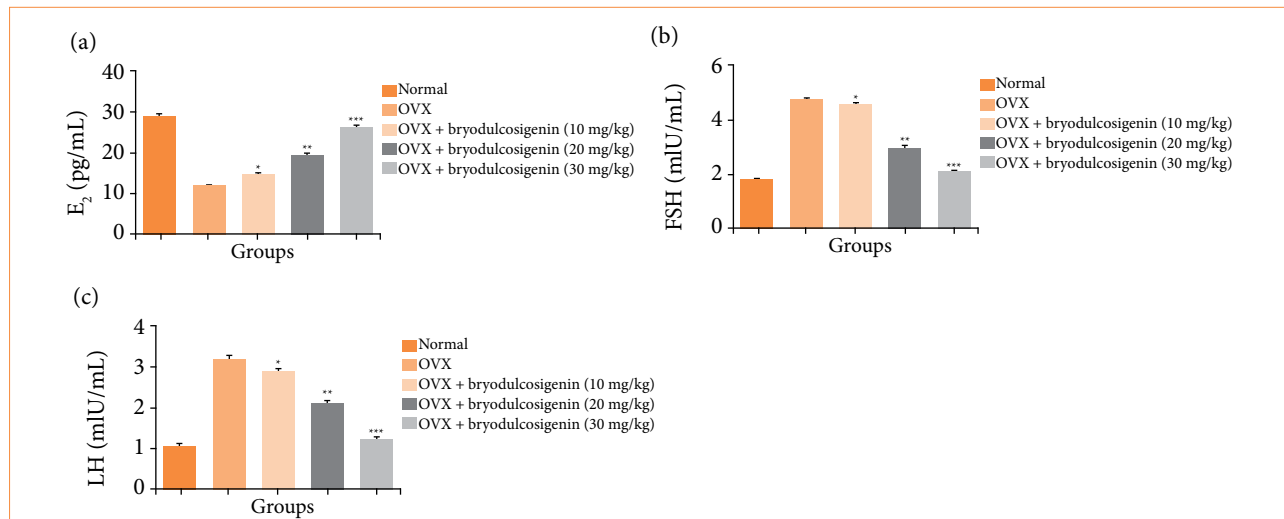 (a)
E₂ (pg/mL)
40
30
20
10
0
*
**
***
Groups
Normal
OVX
OVX + bryodulcosigenin (10 mg/kg)
OVX + bryodulcosigenin (20 mg/kg)
OVX + bryodulcosigenin (30 mg/kg)
(b)
FSH (mlU/mL)
6
4
2
0
*
**
***
Groups
Normal
OVX
OVX + bryodulcosigenin (10 mg/kg)
OVX + bryodulcosigenin (20 mg/kg)
OVX + bryodulcosigenin (30 mg/kg)
(c)
LH (mlU/mL)
4
3
2
1
0
*
**
***
Groups
Normal
OVX
OVX + bryodulcosigenin (10 mg/kg)
OVX + bryodulcosigenin (20 mg/kg)
OVX + bryodulcosigenin (30 mg/kg)